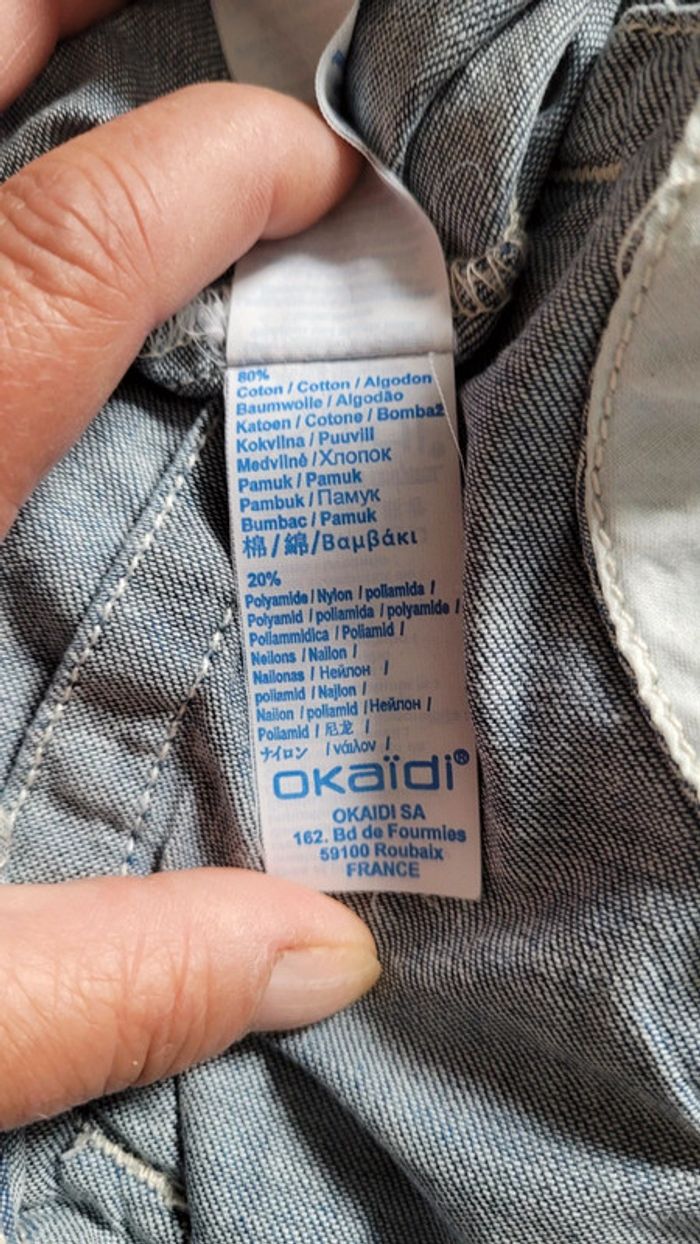 80%
Coton / Cotton / Algodon
Baumwolle / Algodão
Katoen / Cotone / Bombaž
Kokvilna / Puuvill
Medvilnė / Хлопок
Pamuk / Pamuk
Pambuk / Памук
Bumbac / Pamuk
棉 / 綿 / Βαμβάκι
20%
Polyamide / Nylon / poliamida /
Polyamid / poliamida / polyamide /
Poliammidica / Poliamid /
Neilons / Nailon /
Nailonas / Нейлон /
poliamid / Najlon /
Nailon / poliamid / Нейлон /
Poliamid / 尼龙 /
ナイロン / νάιλον /
okaïdi®
OKAIDI SA
162. Bd de Fourmies
59100 Roubaix
FRANCE